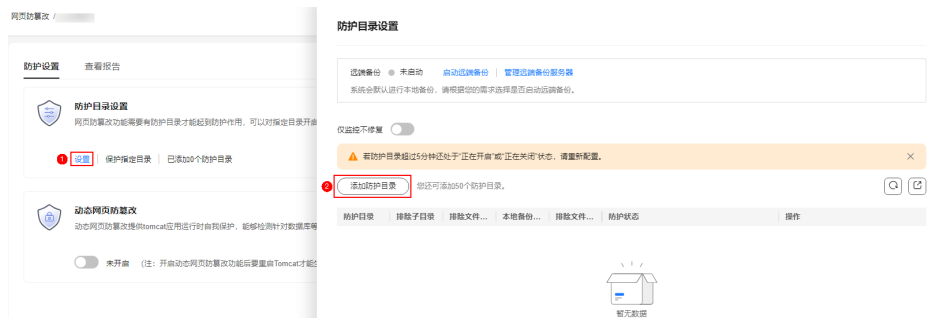 网页防篡改 /
防护设置
查看报告
防护目录设置
网页防篡改功能需要有防护目录才能起到防护作用，可以对指定目录开启
1 设置 保护指定目录 已添加0个防护目录
动态网页防篡改
动态网页防篡改提供tomcat应用运行时自我保护，能够检测针对数据库等
未开启 （注：开启动态网页防篡改功能后要重启Tomcat才能生
防护目录设置
远端备份 未启动 启动远端备份 管理远端备份服务器
系统会默认进行本地备份，请根据您的需求选择是否启动远端备份。
仅监控不修复
若防护目录超过5分钟还处于“正在开启”或“正在关闭”状态，请重新配置。
2 添加防护目录 您还可添加50个防护目录。
防护目录 排除子目录 排除文件... 本地备份... 排除文件... 防护状态 操作
暂无数据